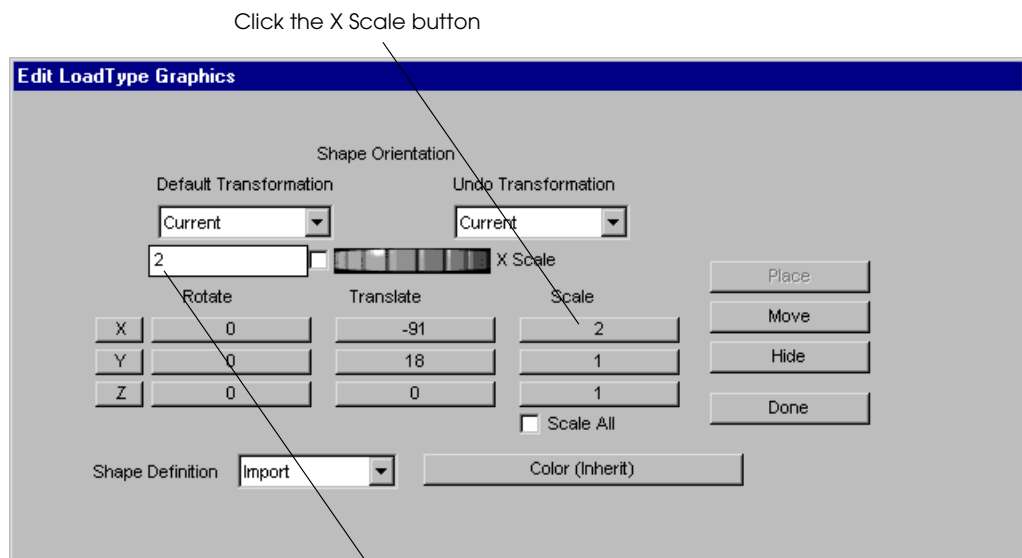 Click the X Scale button
Edit LoadType Graphics
Shape Orientation
Default Transformation Undo Transformation
Current Current
2 X Scale
Rotate Translate Scale Place
X 0 -91 2 Move
Y 0 18 1 Hide
Z 0 0 1 Done
Scale All
Shape Definition Import Color (Inherit)